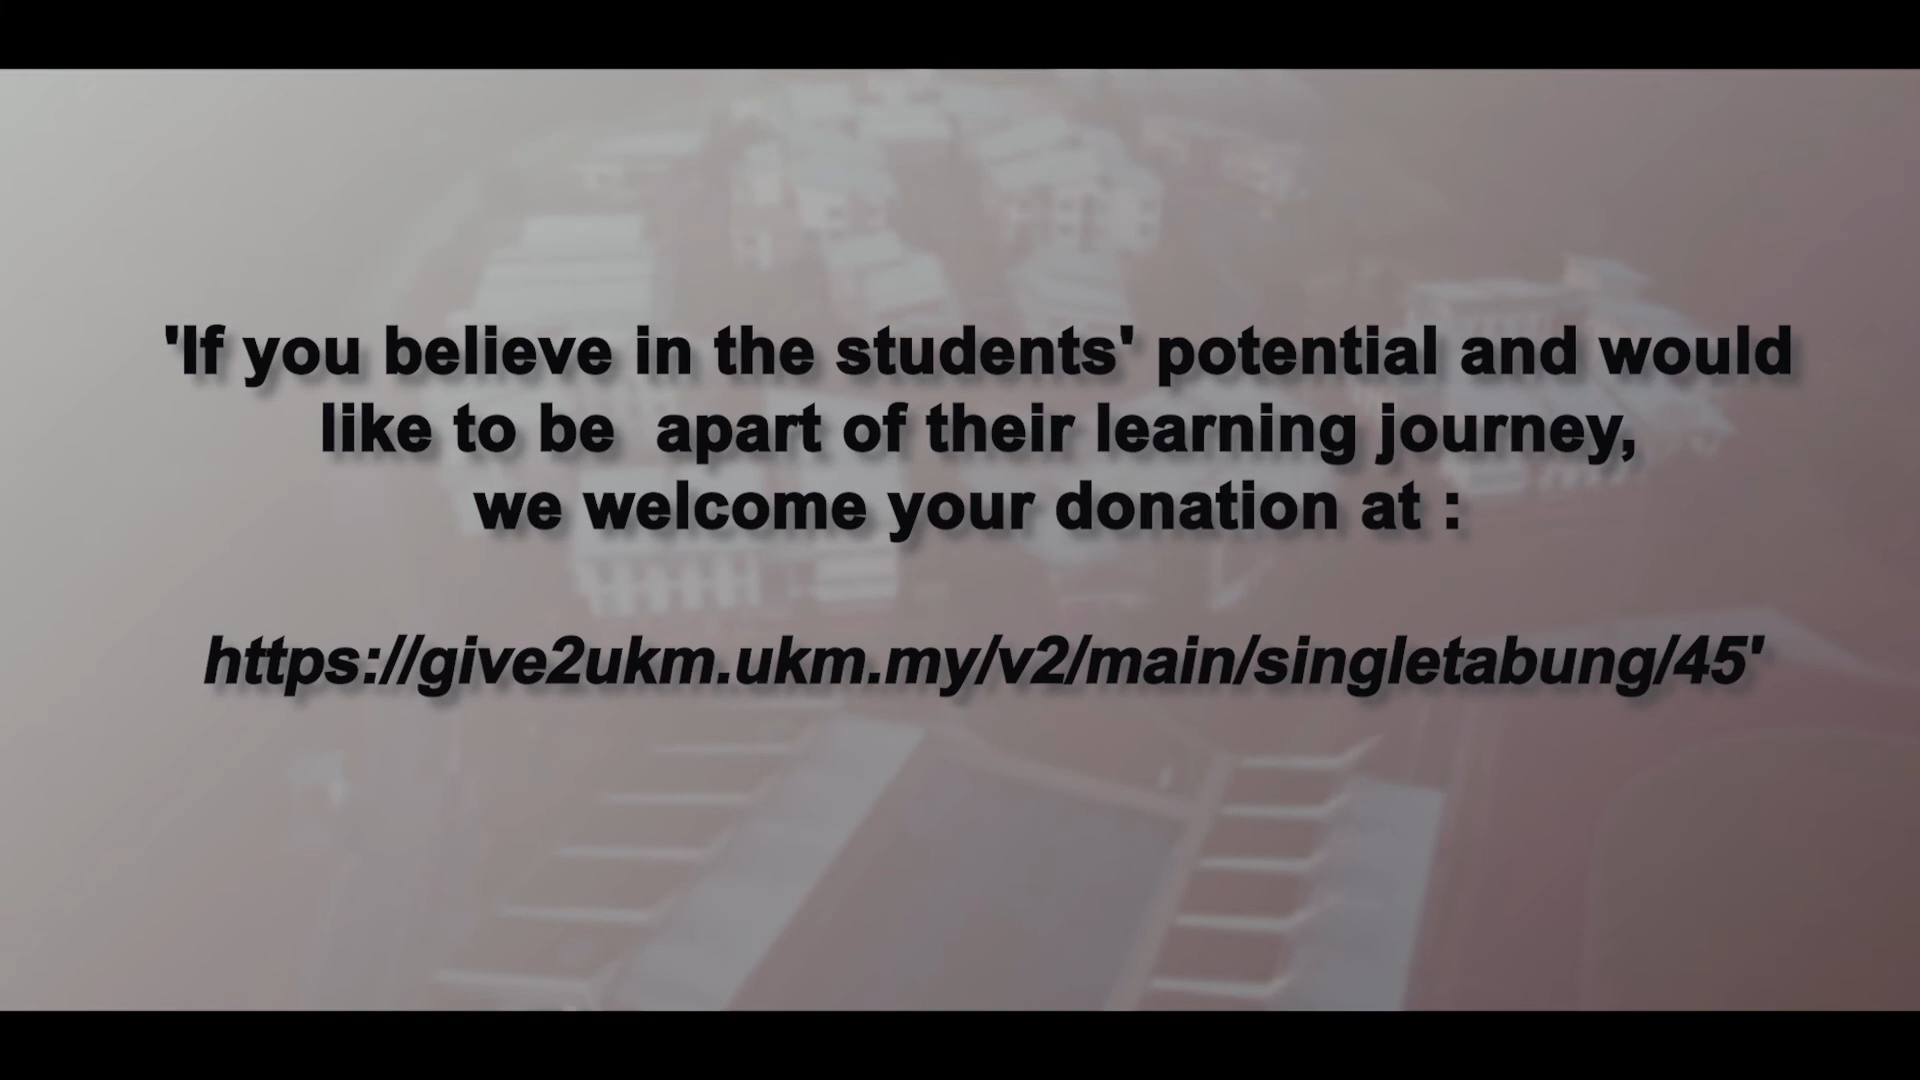 'If you believe in the students' potential and would
like to be  apart of their learning journey,
we welcome your donation at :
https://give2ukm.ukm.my/v2/main/singletabung/45'